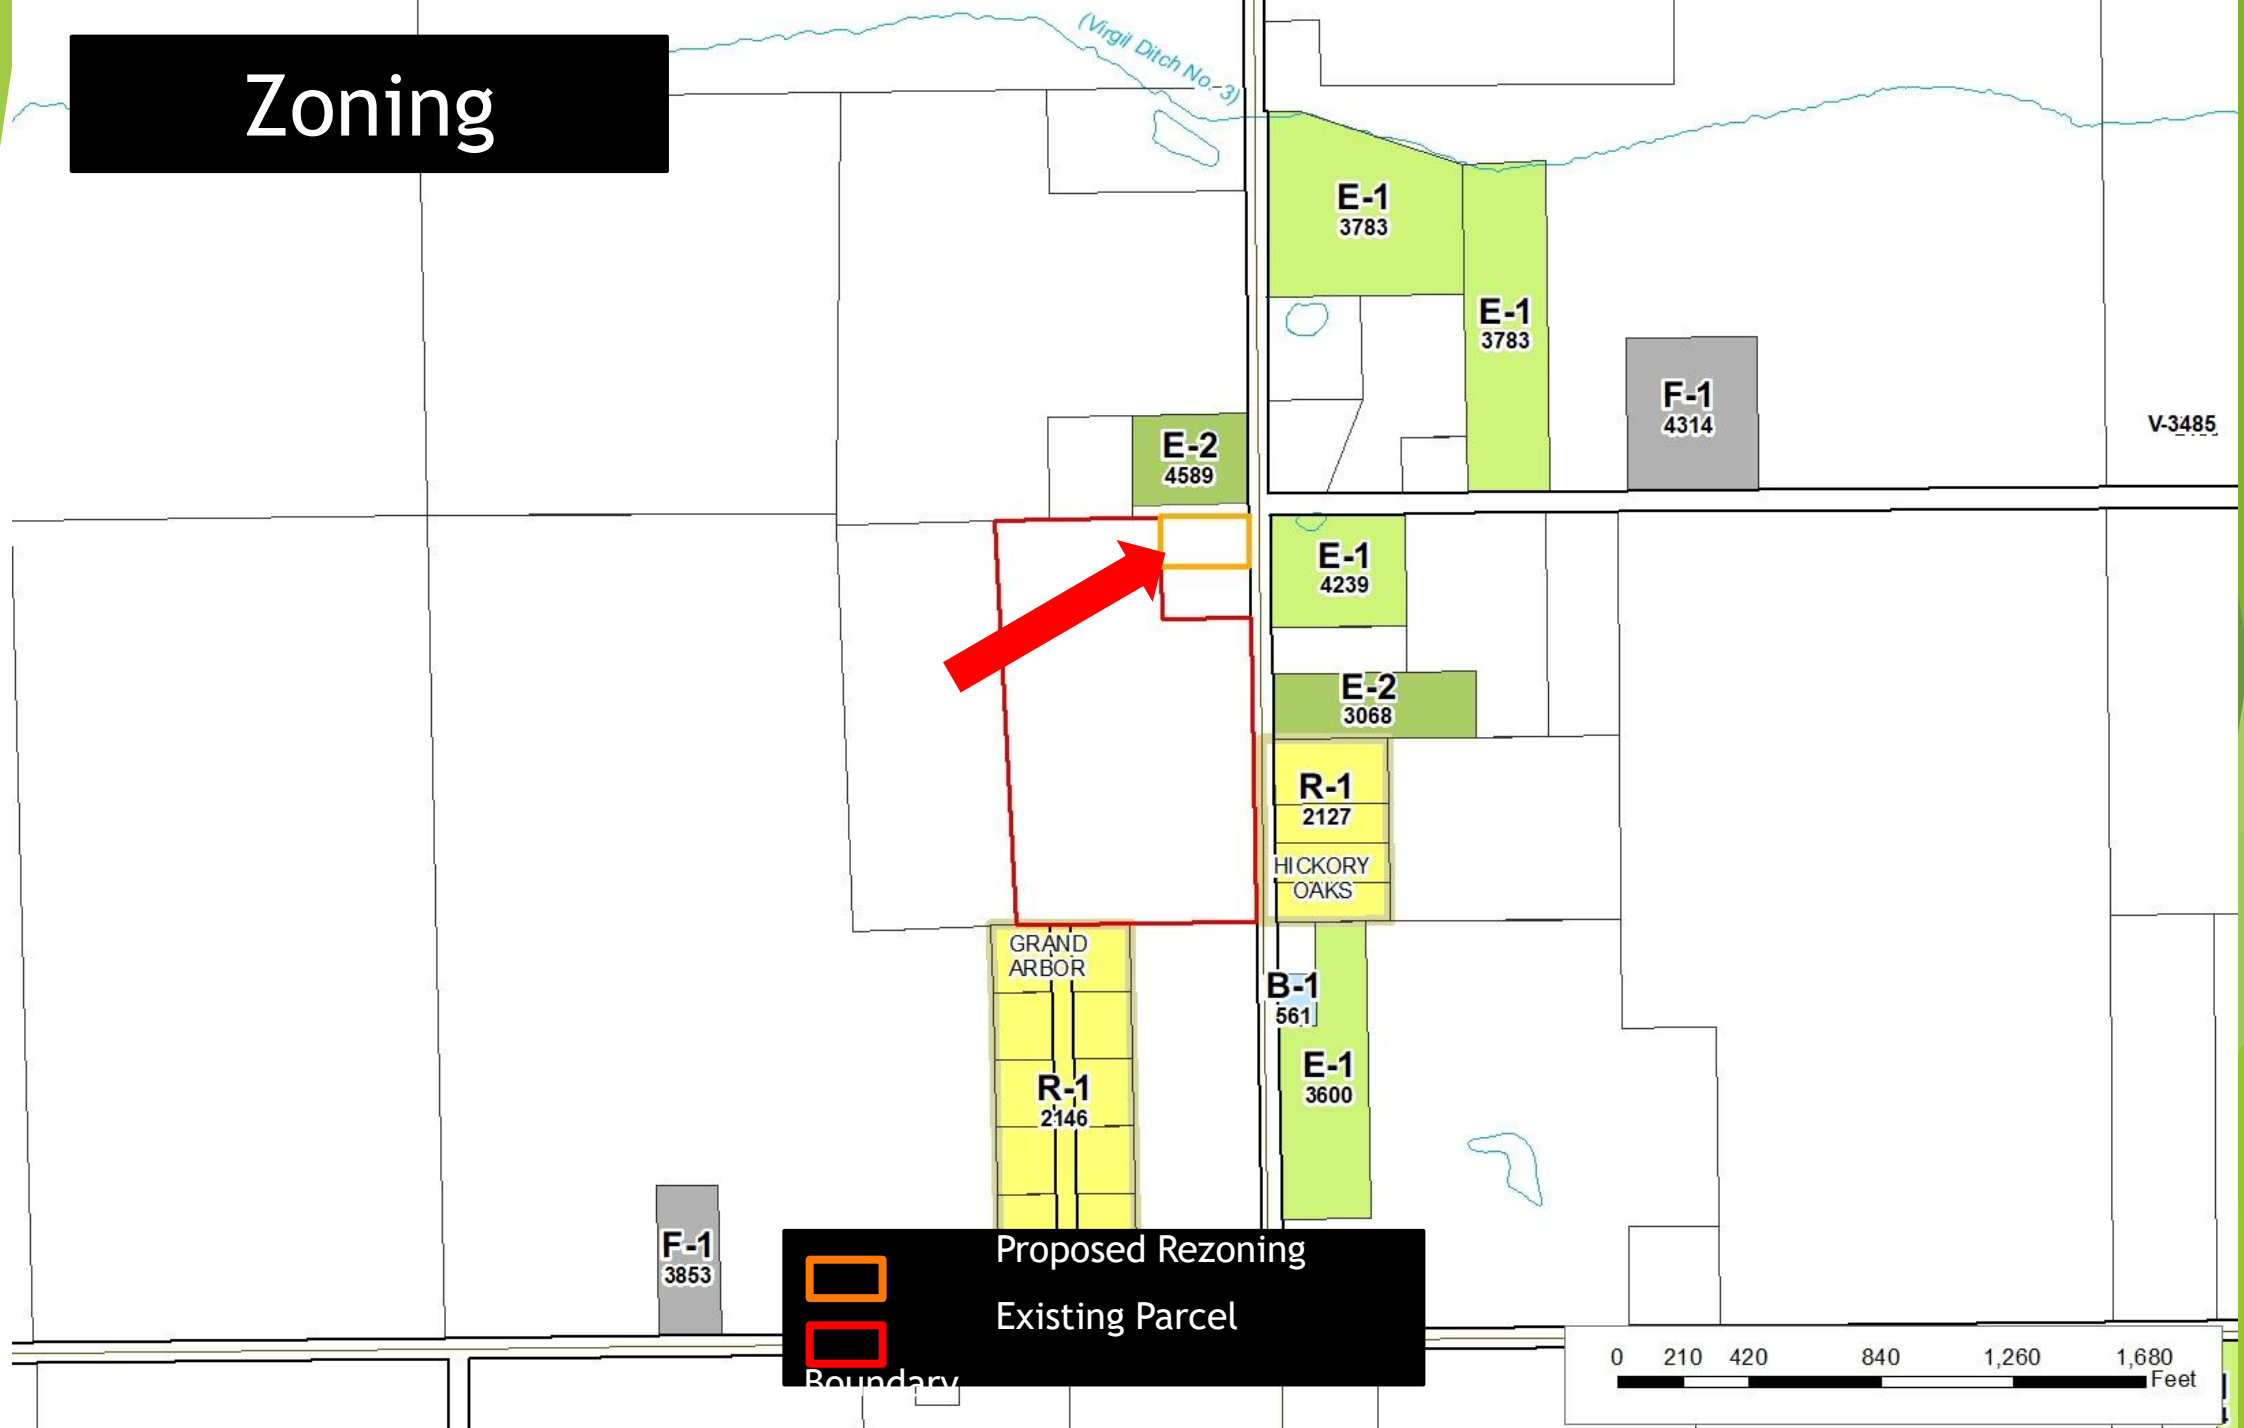 Zoning
(Virgil Ditch No. 3)
E-1
3783
E-1
3783
F-1
4314
V-3485
E-2
4589
E-1
4239
E-2
3068
R-1
2127
HICKORY
OAKS
GRAND
ARBOR
B-1
561
E-1
3600
R-1
2146
F-1
3853
Proposed Rezoning
Existing Parcel
Boundary
0 210 420 840 1,260 1,680
Feet